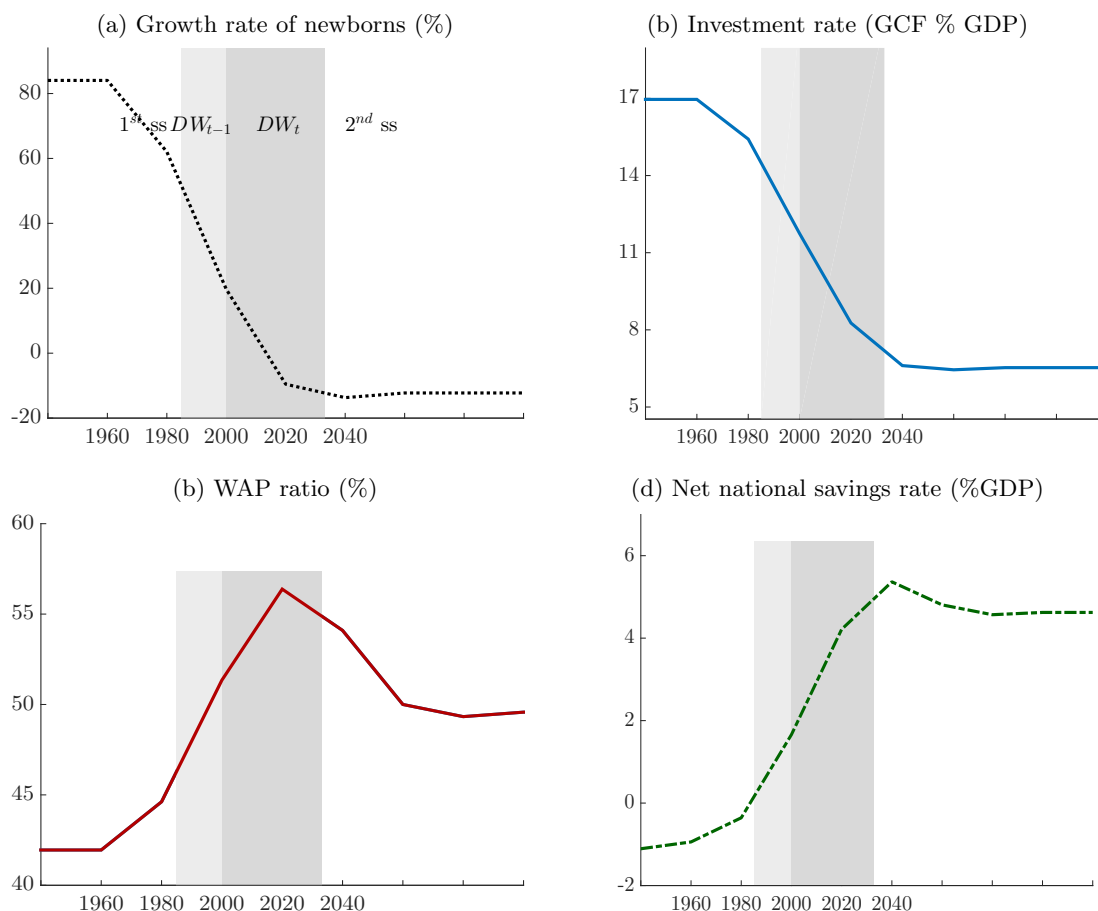 (a) Growth rate of newborns (%)
80
60
40
20
0
-20
1st ss DWt−1 DWt 2nd ss
1960 1980 2000 2020 2040
(b) Investment rate (GCF % GDP)
17
14
11
8
5
1960 1980 2000 2020 2040
(b) WAP ratio (%)
60
55
50
45
40
1960 1980 2000 2020 2040
(d) Net national savings rate (%GDP)
6
4
2
0
-2
1960 1980 2000 2020 2040